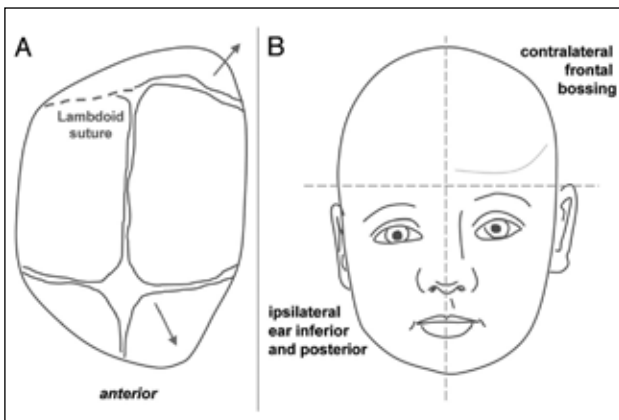 A
Lambdoid
suture
anterior
B
contralateral
frontal
bossing
ipsilateral
ear inferior
and posterior